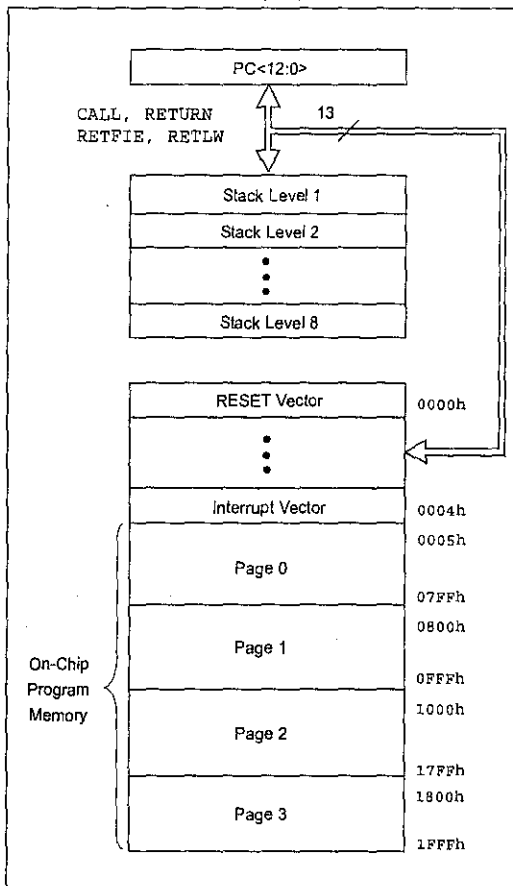 PC<12:0>
CALL, RETURN
RETFIE, RETLW
13
Stack Level 1
Stack Level 2
Stack Level 8
RESET Vector
0000h
Interrupt Vector
0004h
0005h
Page 0
07FFh
0800h
Page 1
0FFFh
On-Chip
Program
Memory
1000h
Page 2
17FFh
1800h
Page 3
1FFFh